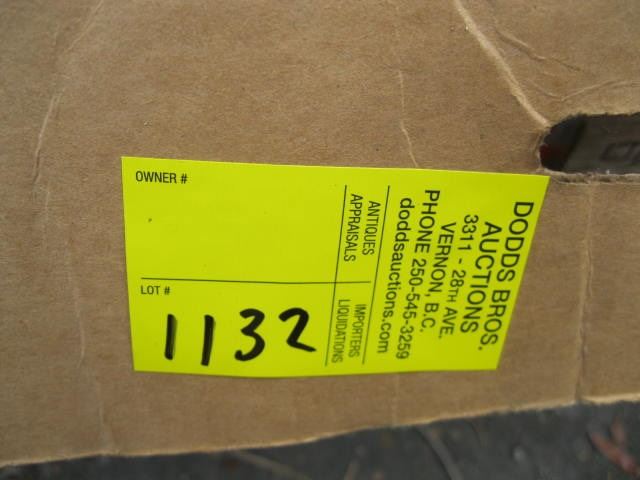 OWNER #
LOT #
1132
ANTIQUES
APPRAISALS
IMPORTERS
LIQUIDATIONS
DODDS BROS.
AUCTIONS
3311 - 28TH AVE.
VERNON, B.C.
PHONE 250-545-3259
doddsauctions.com